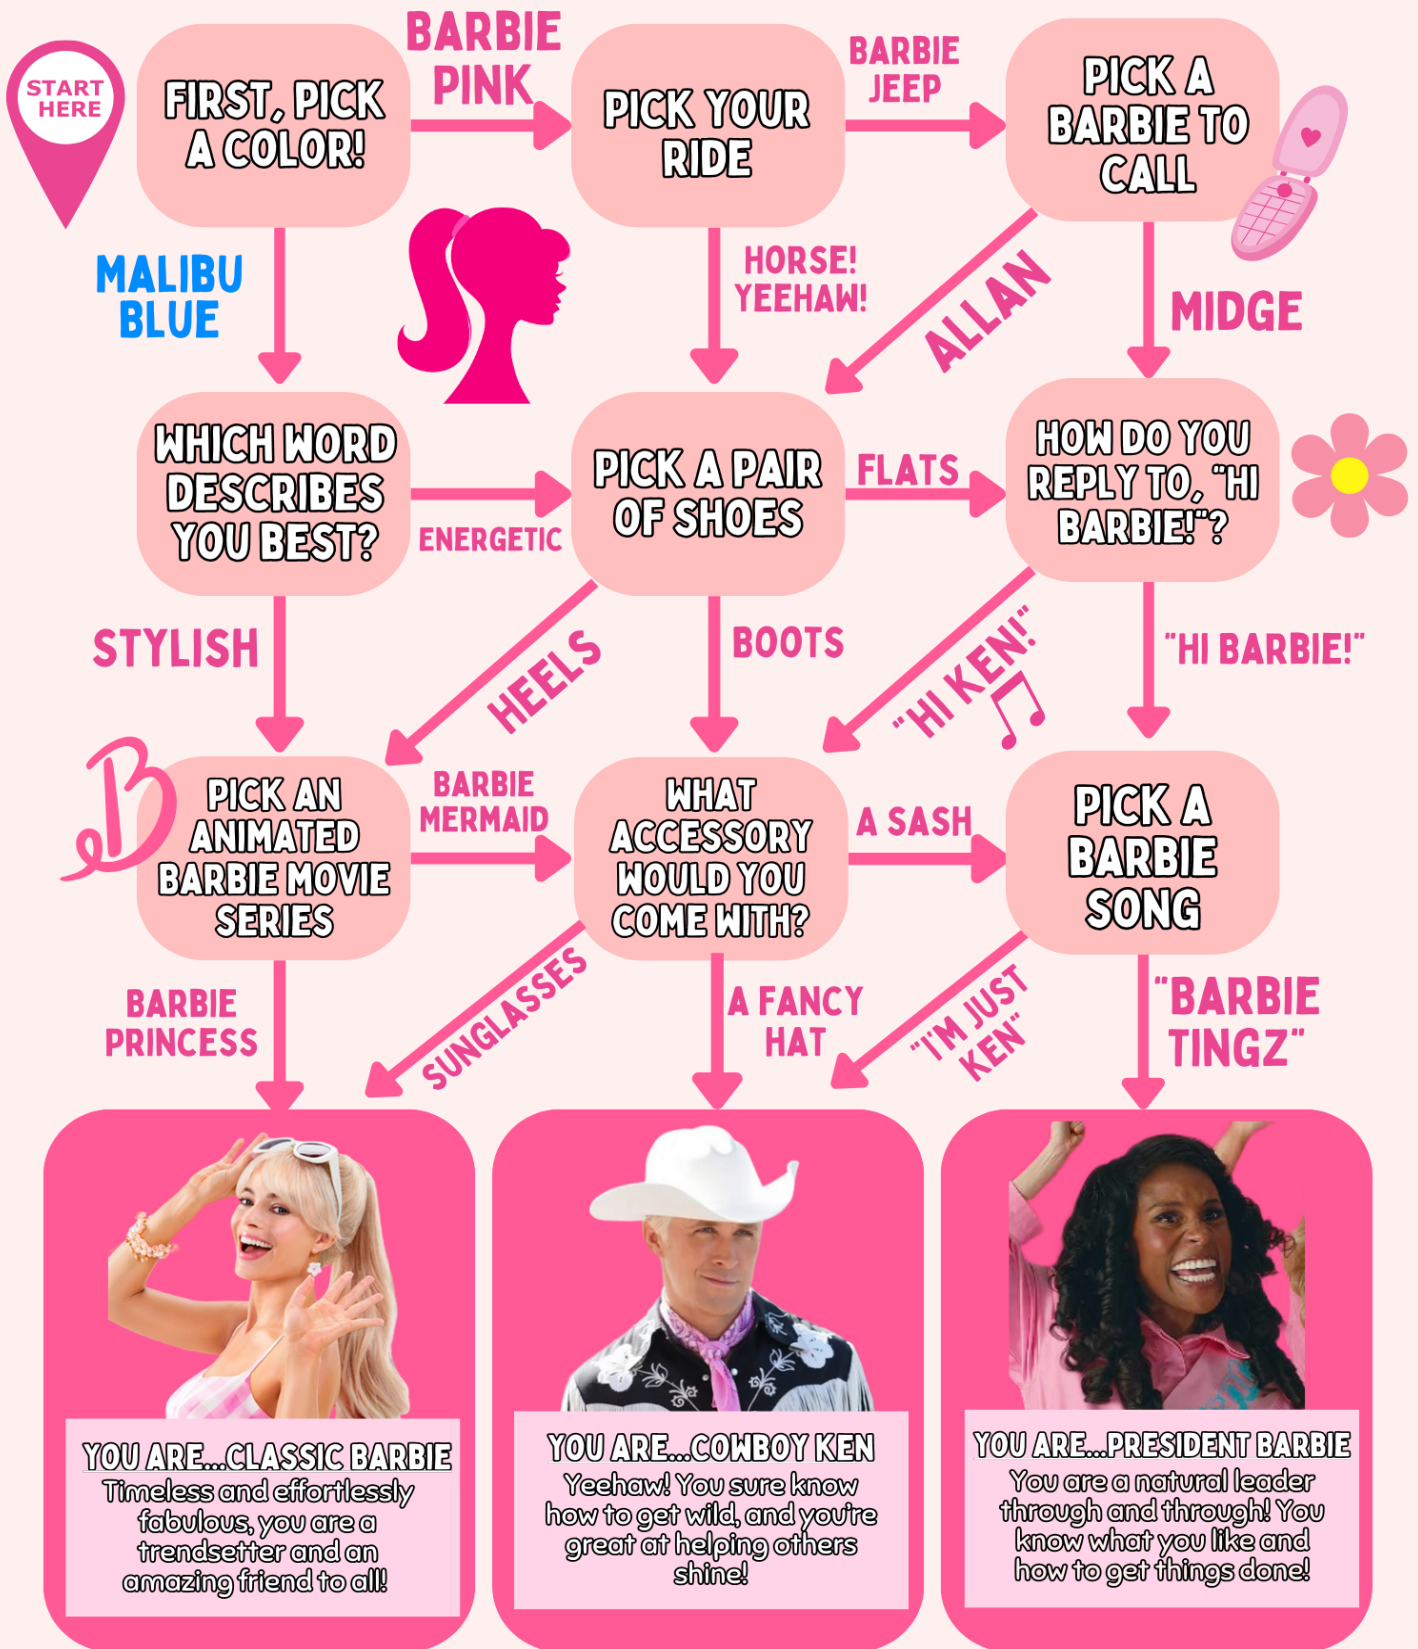 START
HERE
FIRST, PICK
A COLOR!
BARBIE
PINK
PICK YOUR
RIDE
BARBIE
JEEP
PICK A
BARBIE TO
CALL
MALIBU
BLUE
HORSE!
YEEHAW!
ALLAN
MIDGE
WHICH WORD
DESCRIBES
YOU BEST?
ENERGETIC
PICK A PAIR
OF SHOES
FLATS
HOW DO YOU
REPLY TO, "HI
BARBIE!"?
STYLISH
HEELS
BOOTS
"HI KEN!"
"HI BARBIE!"
B
PICK AN
ANIMATED
BARBIE MOVIE
SERIES
BARBIE
MERMAID
WHAT
ACCESSORY
WOULD YOU
COME WITH?
A SASH
PICK A
BARBIE
SONG
BARBIE
PRINCESS
SUNGLASSES
A FANCY
HAT
"I'M JUST
KEN"
"BARBIE
TINGZ"
YOU ARE...CLASSIC BARBIE
Timeless and effortlessly
fabulous, you are a
trendsetter and an
amazing friend to all!
YOU ARE...COWBOY KEN
Yeehaw! You sure know
how to get wild, and you're
great at helping others
shine!
YOU ARE...PRESIDENT BARBIE
You are a natural leader
through and through! You
know what you like and
how to get things done!